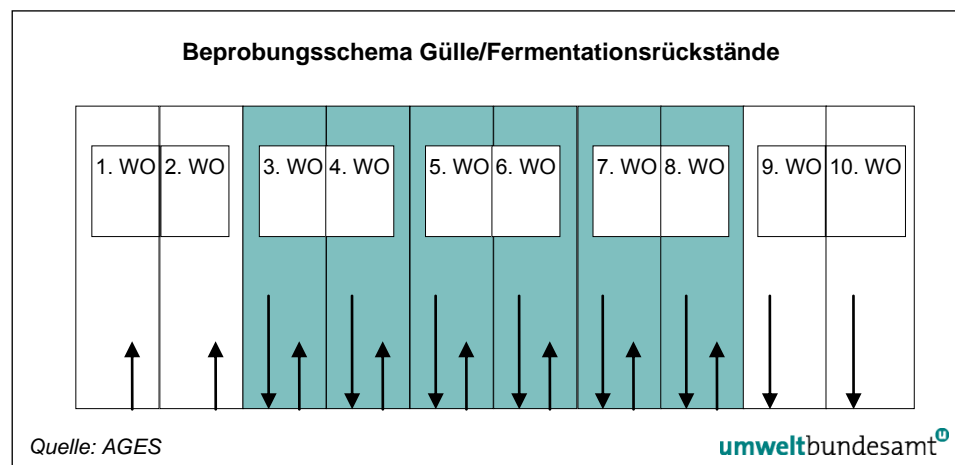 Beprobungsschema Gülle/Fermentationsrückstände
1. WO 2. WO 3. WO 4. WO 5. WO 6. WO 7. WO 8. WO 9. WO 10. WO
Quelle: AGES
umweltbundesamt u